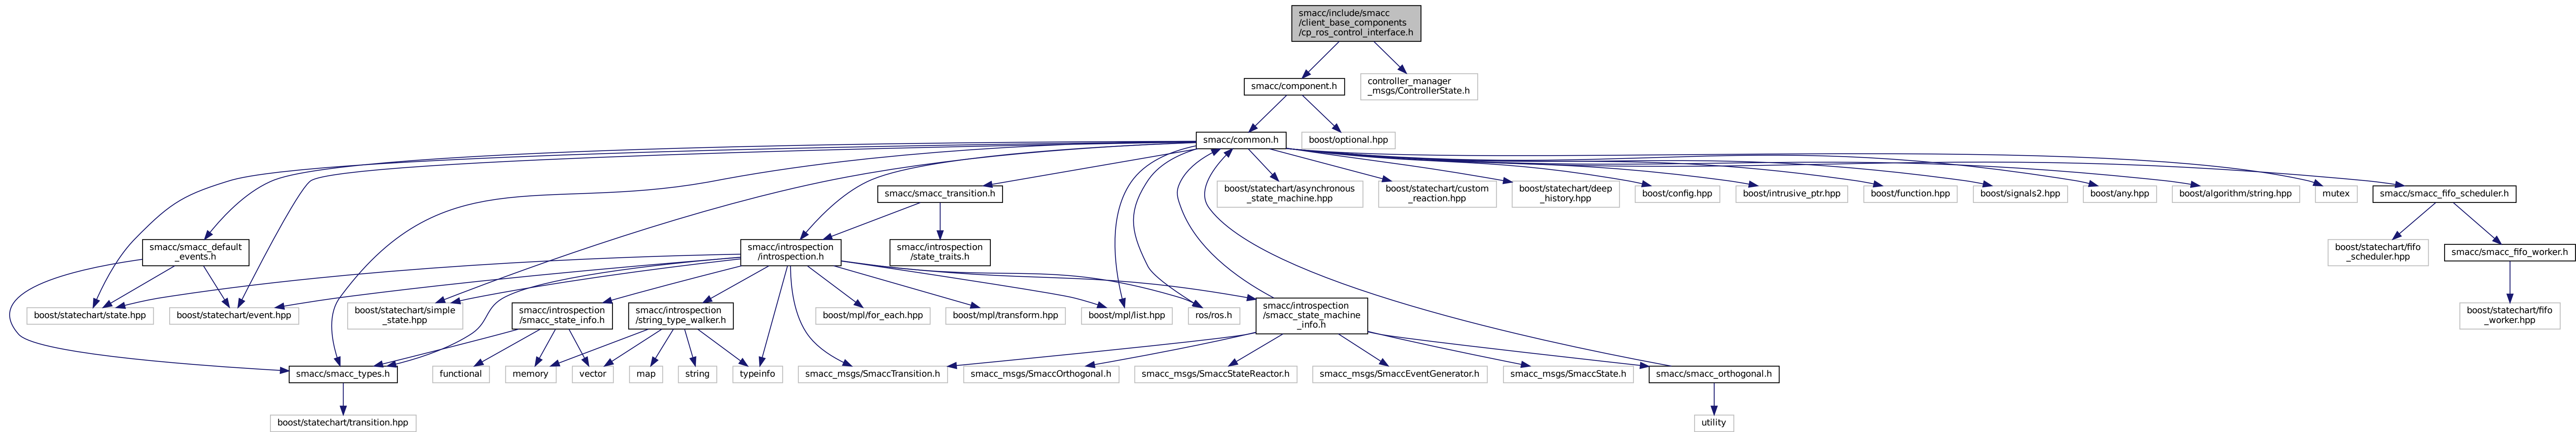 smacc/include/smacc
/client_base_components
/cp_ros_control_interface.h
smacc/component.h
controller_manager
_msgs/ControllerState.h
smacc/common.h
boost/optional.hpp
smacc/smacc_transition.h
boost/statechart/asynchronous
_state_machine.hpp
boost/statechart/custom
_reaction.hpp
boost/statechart/deep
_history.hpp
boost/config.hpp
boost/intrusive_ptr.hpp
boost/function.hpp
boost/signals2.hpp
boost/any.hpp
boost/algorithm/string.hpp
mutex
smacc/smacc_fifo_scheduler.h
smacc/smacc_default
_events.h
smacc/introspection
/introspection.h
smacc/introspection
/state_traits.h
boost/statechart/fifo
_scheduler.hpp
smacc/smacc_fifo_worker.h
boost/statechart/state.hpp
boost/statechart/event.hpp
boost/statechart/simple
_state.hpp
smacc/introspection
/smacc_state_info.h
smacc/introspection
/string_type_walker.h
boost/mpl/for_each.hpp
boost/mpl/transform.hpp
boost/mpl/list.hpp
ros/ros.h
smacc/introspection
/smacc_state_machine
_info.h
boost/statechart/fifo
_worker.hpp
smacc/smacc_types.h
functional
memory
vector
map
string
typeinfo
smacc_msgs/SmaccTransition.h
smacc_msgs/SmaccOrthogonal.h
smacc_msgs/SmaccStateReactor.h
smacc_msgs/SmaccEventGenerator.h
smacc_msgs/SmaccState.h
smacc/smacc_orthogonal.h
boost/statechart/transition.hpp
utility